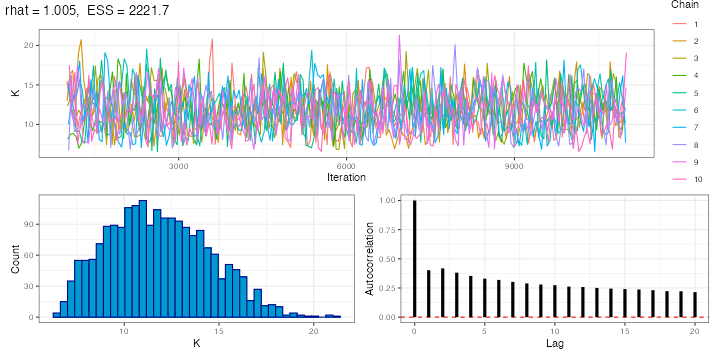 rhat = 1.005, ESS = 2221.7
Chain
1
2
3
4
5
6
7
8
9
10
20
15
10
K
3000 6000 9000
Iteration
90
60
30
0
Count
10 15 20
K
1.00
0.75
0.50
0.25
0.00
Autocorrelation
0 5 10 15 20
Lag